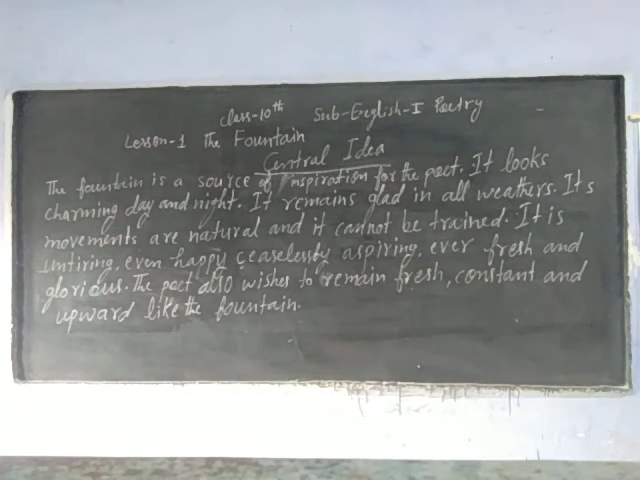 Class-10th Sub-English-I Poetry
Lesson-1 The Fountain
Central Idea
The fountain is a source of inspiration for the poet. It looks
charming day and night. It remains glad in all weathers. Its
movements are natural and it cannot be trained. It is
untiring, even happy ceaselessly aspiring, ever fresh and
glorious. The poet also wishes to remain fresh, constant and
upward like the fountain.